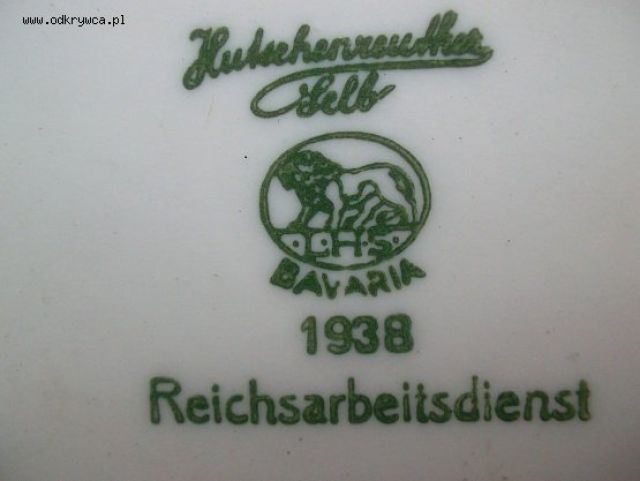 www.odkrywca.pl
Hutschenreuther
Selb
·L·H·S·
BAVARIA
1938
Reichsarbeitsdienst